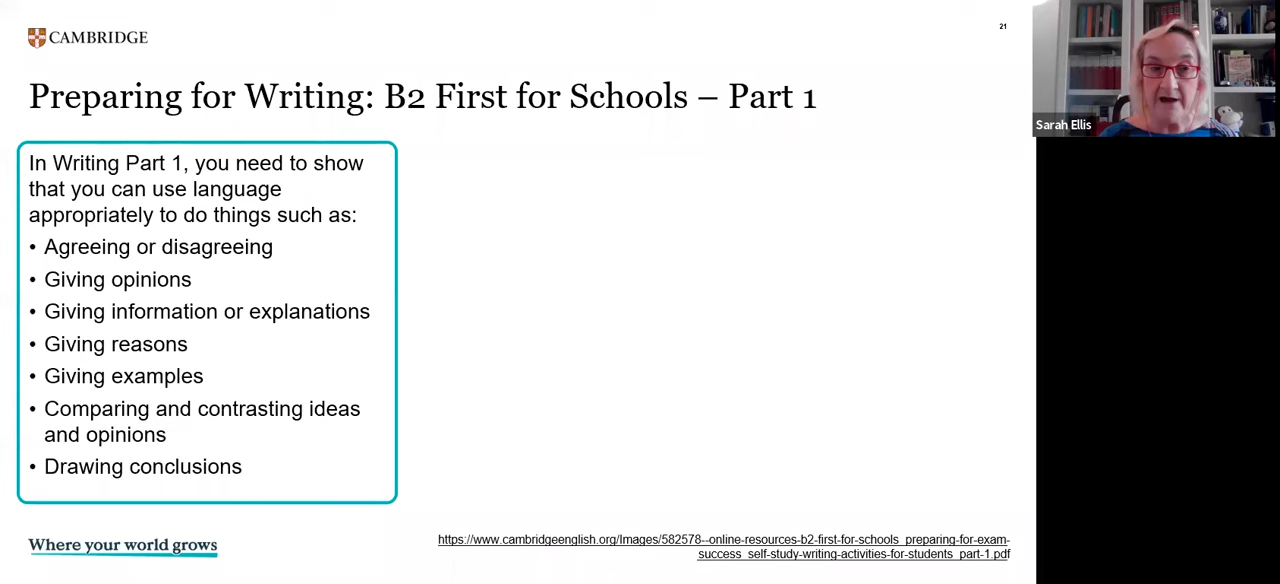 CAMBRIDGE
21
Preparing for Writing: B2 First for Schools – Part 1
Sarah Ellis
In Writing Part 1, you need to show
that you can use language
appropriately to do things such as:
• Agreeing or disagreeing
• Giving opinions
• Giving information or explanations
• Giving reasons
• Giving examples
• Comparing and contrasting ideas
and opinions
• Drawing conclusions
Where your world grows
https://www.cambridgeenglish.org/Images/582578--online-resources-b2-first-for-schools_preparing-for-exam-
success_self-study-writing-activities-for-students_part-1.pdf